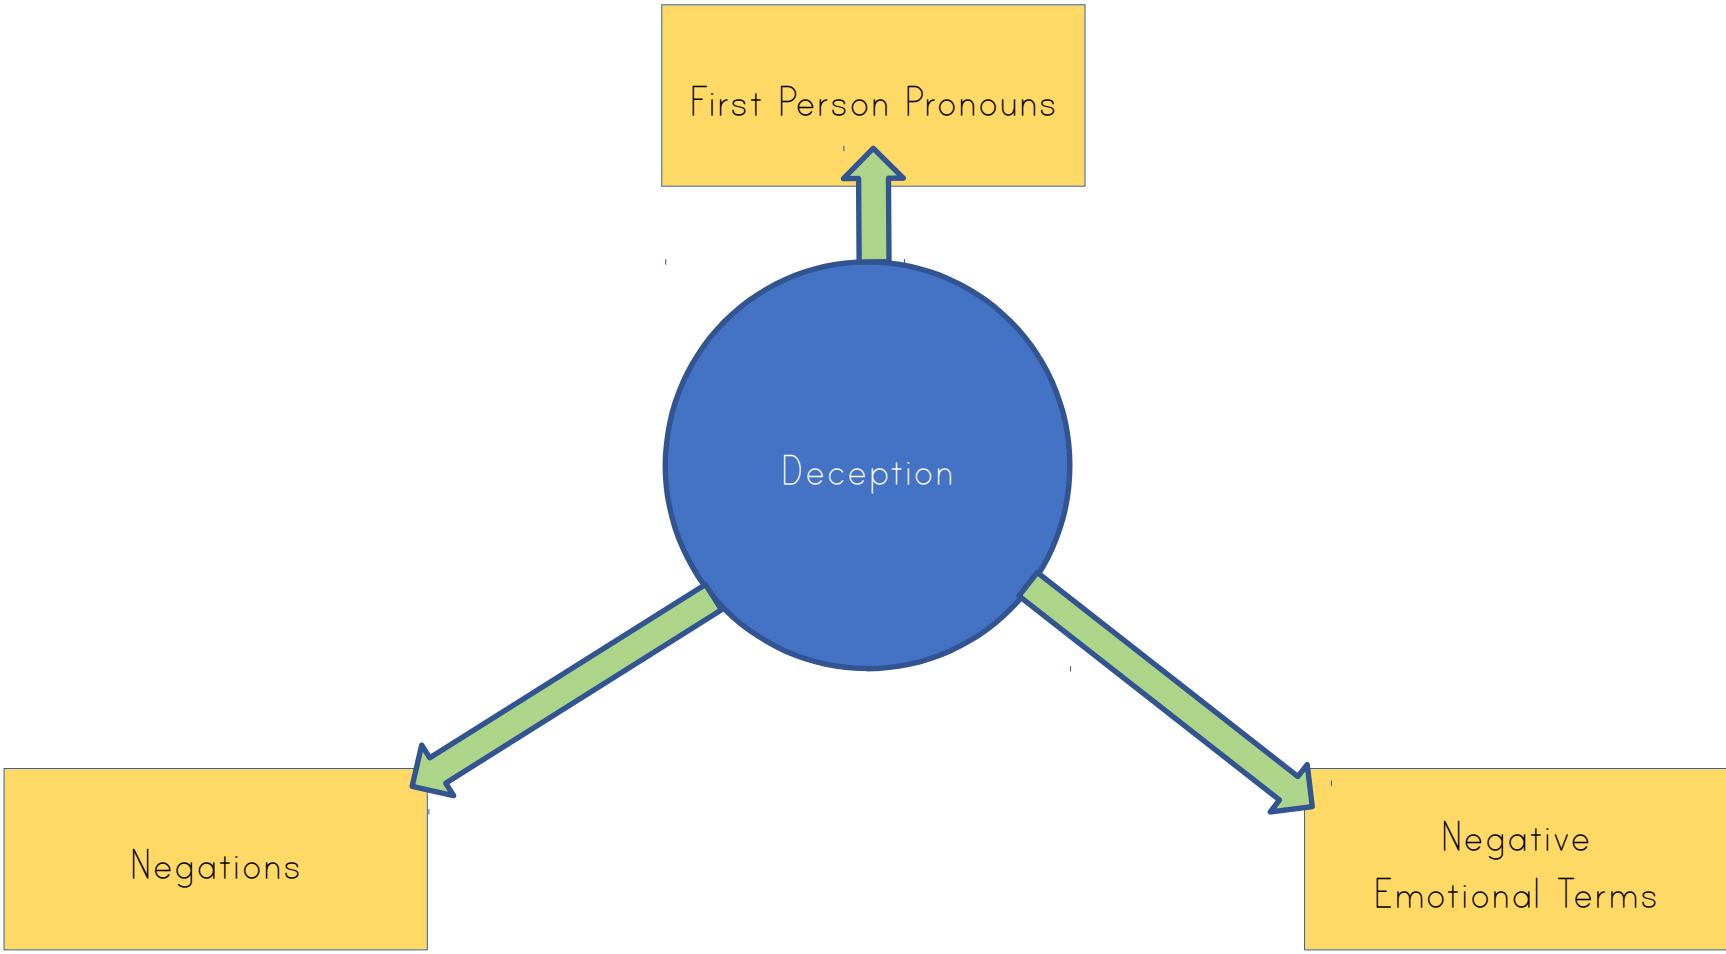 First Person Pronouns
Deception
Negations
Negative
Emotional Terms